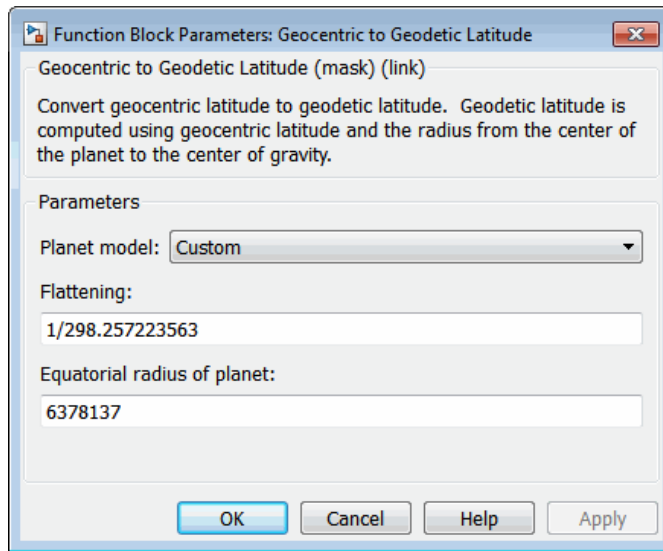 Function Block Parameters: Geocentric to Geodetic Latitude
Geocentric to Geodetic Latitude (mask) (link)
Convert geocentric latitude to geodetic latitude.  Geodetic latitude is
computed using geocentric latitude and the radius from the center of
the planet to the center of gravity.
Parameters
Planet model: Custom
Flattening:
1/298.257223563
Equatorial radius of planet:
6378137
OK Cancel Help Apply